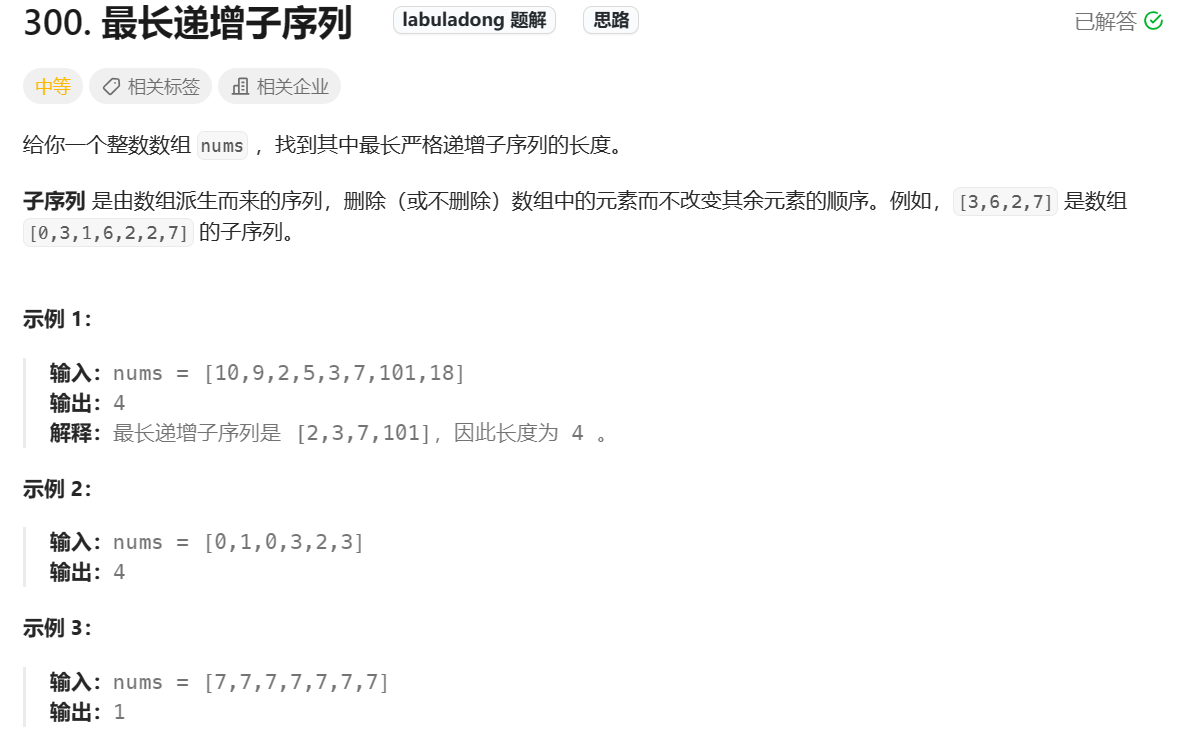 300. 最长递增子序列 labuladong 题解 思路 已解答
中等 相关标签 相关企业
给你一个整数数组 nums ，找到其中最长严格递增子序列的长度。
子序列 是由数组派生而来的序列，删除（或不删除）数组中的元素而不改变其余元素的顺序。例如，[3,6,2,7] 是数组
[0,3,1,6,2,2,7] 的子序列。
示例 1：
输入：nums = [10,9,2,5,3,7,101,18]
输出：4
解释：最长递增子序列是 [2,3,7,101]，因此长度为 4 。
示例 2：
输入：nums = [0,1,0,3,2,3]
输出：4
示例 3：
输入：nums = [7,7,7,7,7,7,7]
输出：1